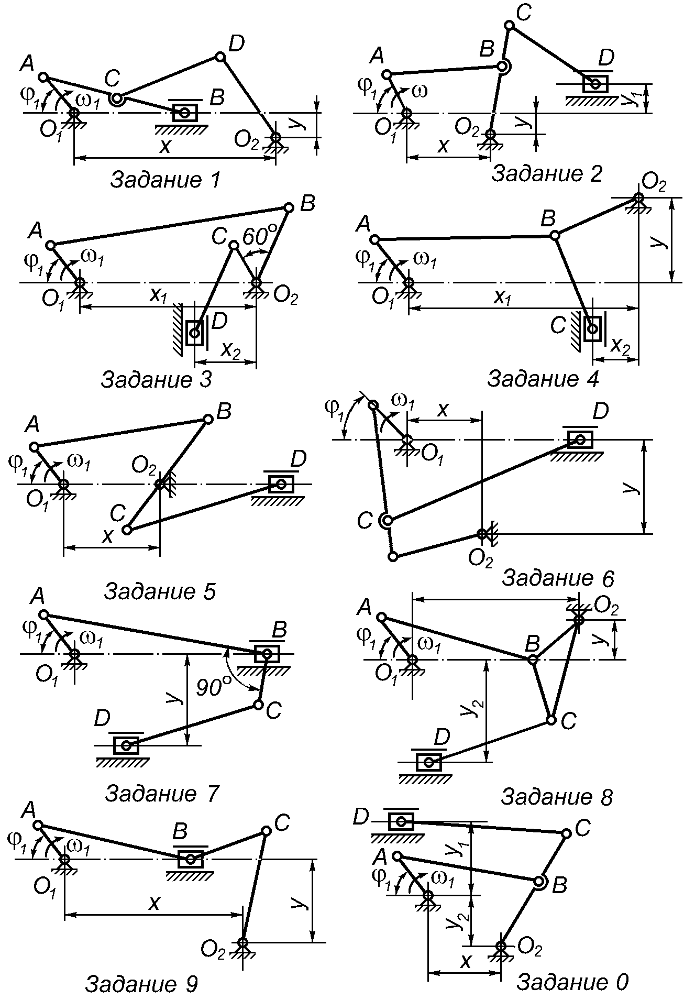 A C D B
φ₁ ω₁
O₁ O₂ x y
Задание 1
A B C D
φ₁ ω
O₁ O₂ x y y₁
Задание 2
A B C 60°
φ₁ ω₁
O₁ O₂ x₁
D x₂
Задание 3
A B O₂
φ₁ ω₁ y
O₁ x₁
C x₂
Задание 4
A B
φ₁ ω₁ O₂ D
O₁ C x
Задание 5
φ₁ ω₁ x D
O₁ y
C O₂
Задание 6
A B
φ₁ ω₁
O₁ 90° y
D C
Задание 7
A B O₂
φ₁ ω₁ y
O₁ y₂
D C
Задание 8
A B C
φ₁ ω₁
O₁ x y
O₂
Задание 9
D C
A y₁
φ₁ ω₁ B
y₂ O₂
x
Задание 0